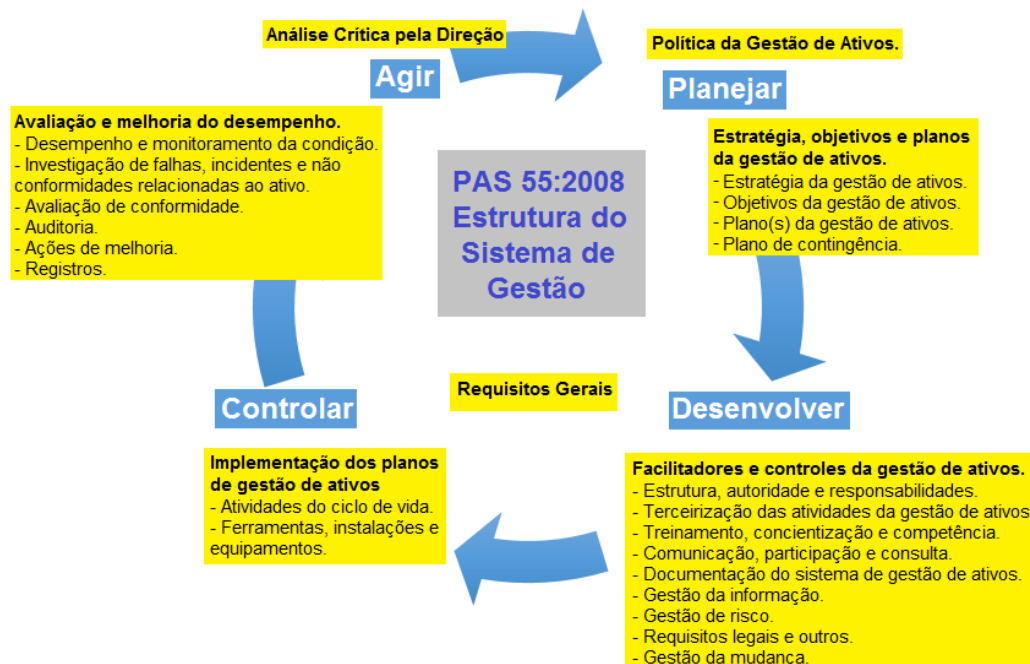 Análise Crítica pela Direção
Agir
Política da Gestão de Ativos.
Planejar
Avaliação e melhoria do desempenho.
- Desempenho e monitoramento da condição.
- Investigação de falhas, incidentes e não
conformidades relacionadas ao ativo.
- Avaliação de conformidade.
- Auditoria.
- Ações de melhoria.
- Registros.
PAS 55:2008
Estrutura do
Sistema de
Gestão
Estratégia, objetivos e planos
da gestão de ativos.
- Estratégia da gestão de ativos.
- Objetivos da gestão de ativos.
- Plano(s) da gestão de ativos.
- Plano de contingência.
Requisitos Gerais
Controlar
Desenvolver
Implementação dos planos
de gestão de ativos
- Atividades do ciclo de vida.
- Ferramentas, instalações e
equipamentos.
Facilitadores e controles da gestão de ativos.
- Estrutura, autoridade e responsabilidades.
- Terceirização das atividades da gestão de ativos
- Treinamento, concientização e competência.
- Comunicação, participação e consulta.
- Documentação do sistema de gestão de ativos.
- Gestão da informação.
- Gestão de risco.
- Requisitos legais e outros.
- Gestão da mudança.